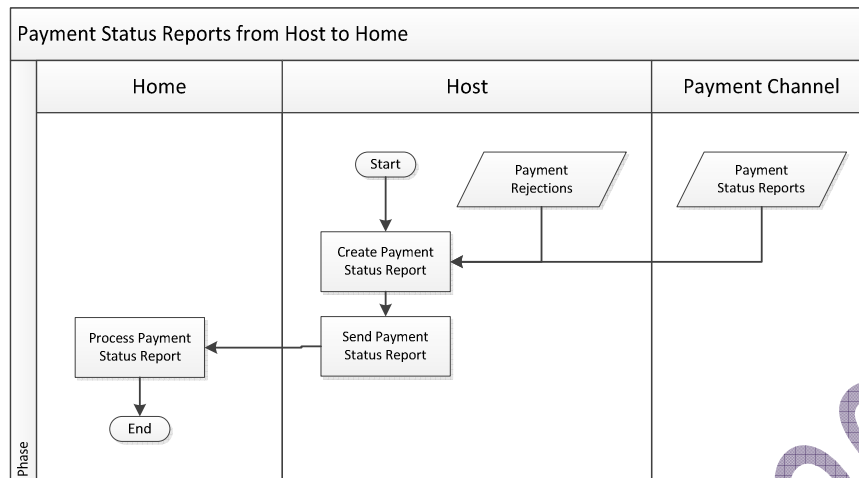 Payment Status Reports from Host to Home
Home
Host
Payment Channel
Start
Payment
Rejections
Payment
Status Reports
Create Payment
Status Report
Process Payment
Status Report
Send Payment
Status Report
End
Phase